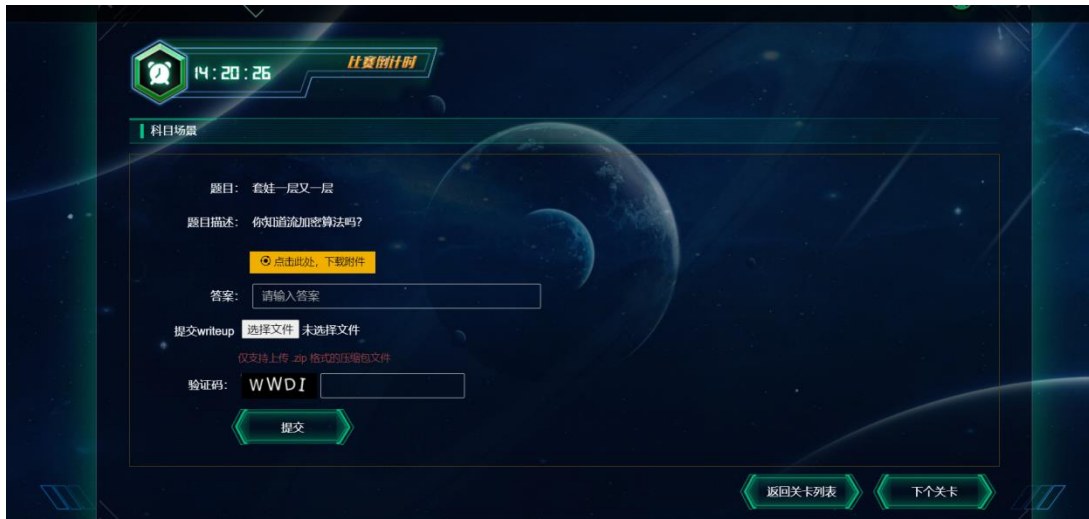 14:20:26
比赛倒计时
科目场景
题目： 套娃一层又一层
题目描述： 你知道流加密算法吗?
点击此处，下载附件
答案： 请输入答案
提交writeup 选择文件 未选择文件
仅支持上传 .zip 格式的压缩包文件
验证码： WWDI
提交
返回关卡列表 下个关卡